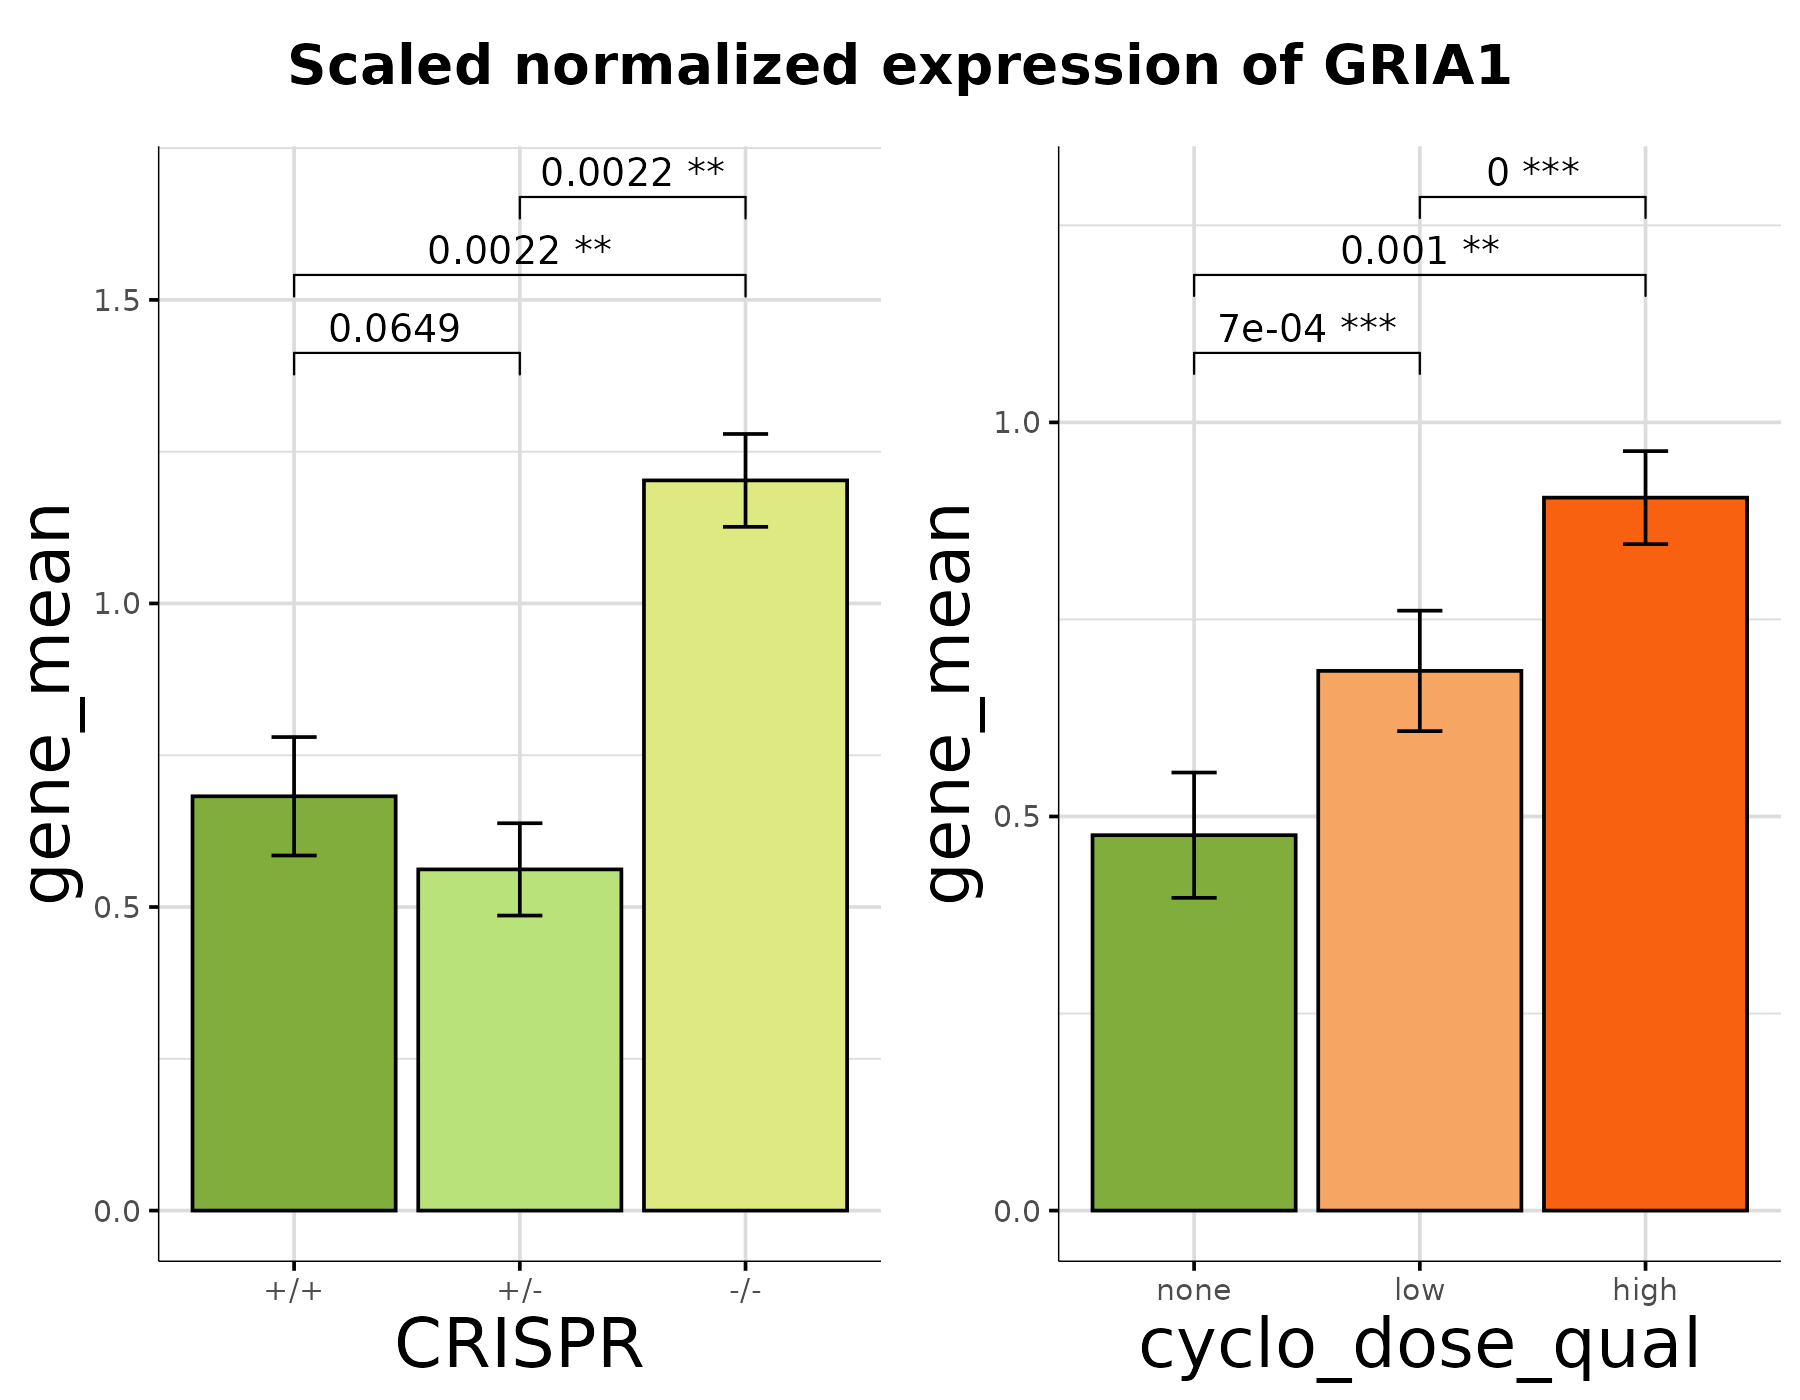 Scaled normalized expression of GRIA1
gene_mean
0.0022 **
0.0022 **
0.0649
1.5
1.0
0.5
0.0
+/+ +/- -/-
CRISPR
gene_mean
0 ***
0.001 **
7e-04 ***
1.0
0.5
0.0
none low high
cyclo_dose_qual